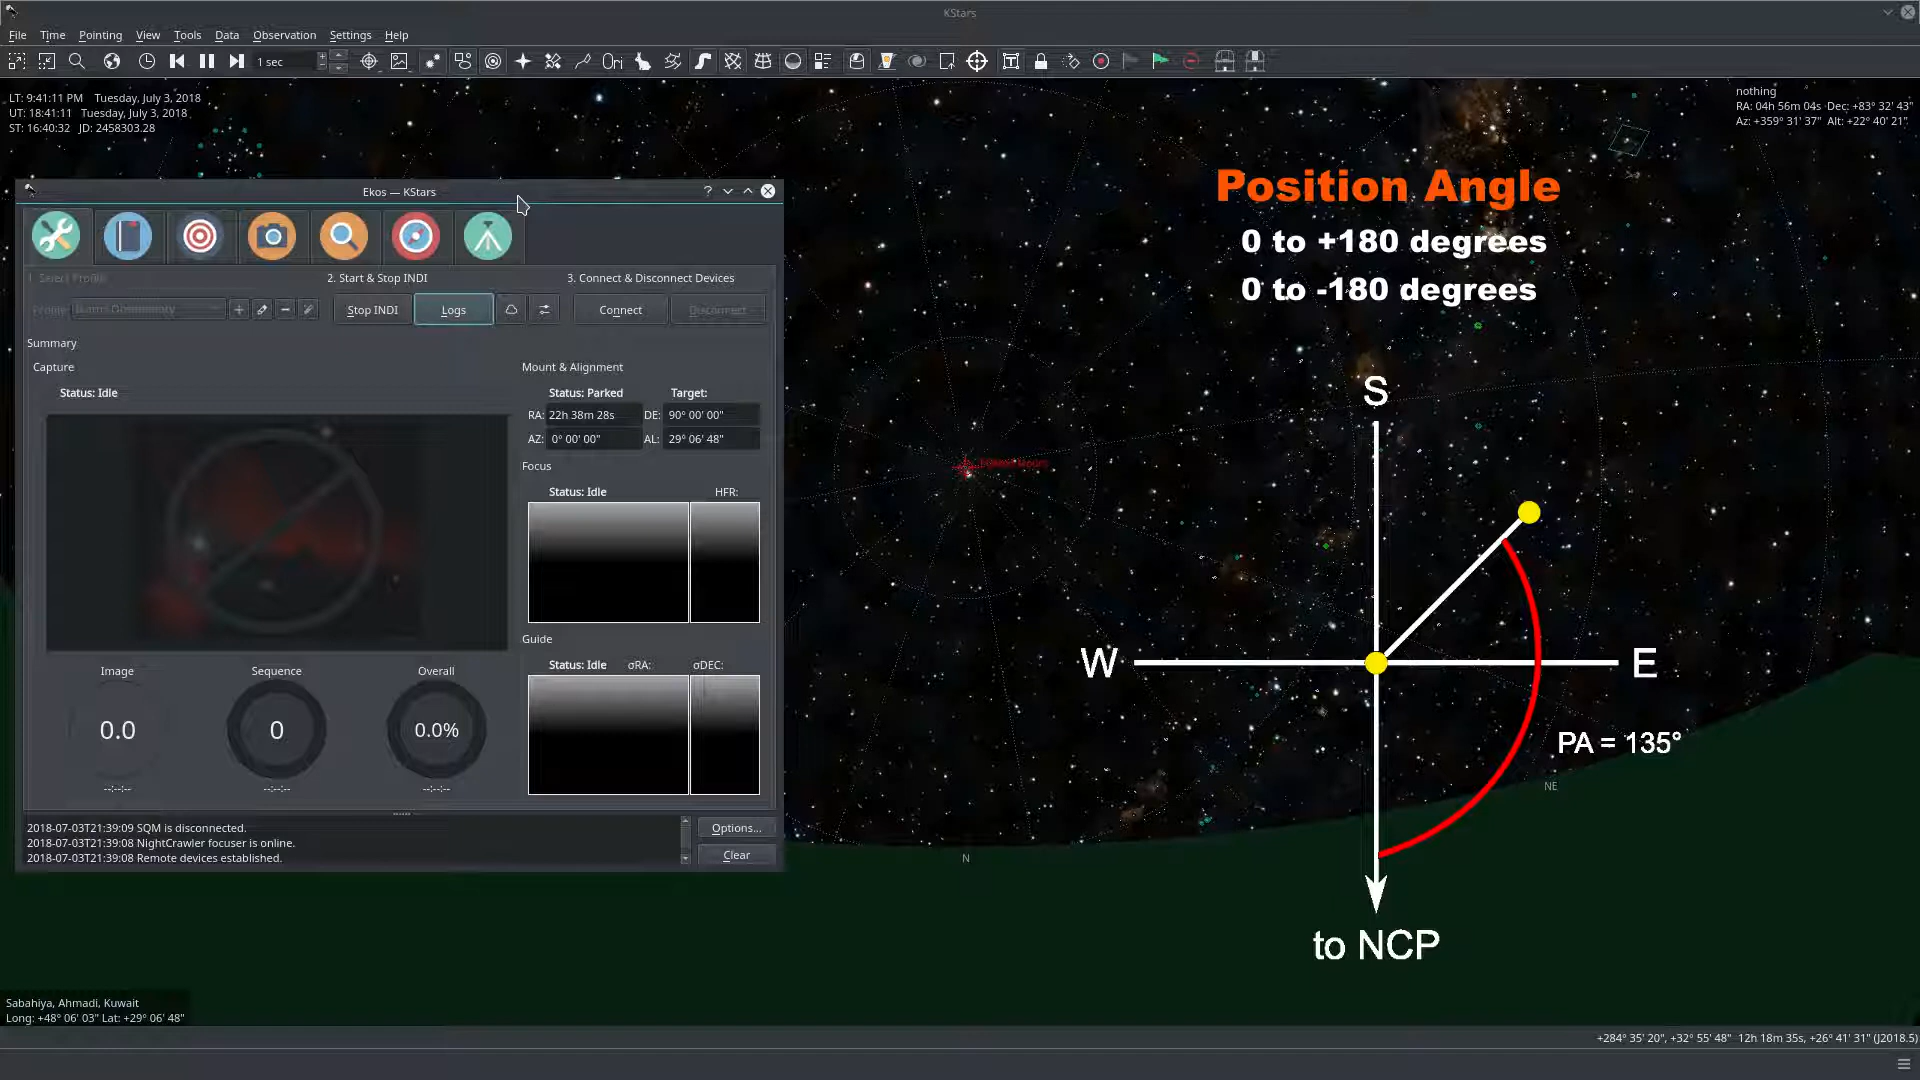 KStars
File Time Pointing View Tools Data Observation Settings Help
1 sec
Ori
LT: 9:41:11 PM Tuesday, July 3, 2018
UT: 18:41:11 Tuesday, July 3, 2018
ST: 16:40:32 JD: 2458303.28
nothing
RA: 04h 56m 04s Dec: +83° 32' 43"
Az: +359° 31' 37" Alt: +22° 40' 21"
Ekos — KStars
1. Select Profile
2. Start & Stop INDI
3. Connect & Disconnect Devices
Profile:
Stop INDI
Logs
Connect
Disconnect
Summary
Capture
Status: Idle
Mount & Alignment
Status: Parked Target:
RA: 22h 38m 28s DE: 90° 00' 00"
AZ: 0° 00' 00" AL: 29° 06' 48"
Focus
Status: Idle HFR:
Guide
Status: Idle σRA: σDEC:
Image Sequence Overall
0.0 0 0.0%
--:--:-- --:--:-- --:--:--
2018-07-03T21:39:09 SQM is disconnected.
2018-07-03T21:39:08 NightCrawler focuser is online.
2018-07-03T21:39:08 Remote devices established.
Options...
Clear
Position Angle
0 to +180 degrees
0 to -180 degrees
S
W
E
PA = 135°
NE
N
to NCP
Sabahiya, Ahmadi, Kuwait
Long: +48° 06' 03" Lat: +29° 06' 48"
+284° 35' 20", +32° 55' 48" 12h 18m 35s, +26° 41' 31" (J2018.5)